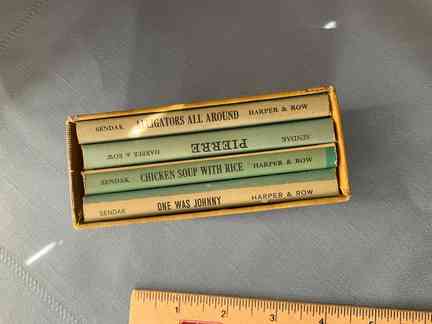 SENDAK ALLIGATORS ALL AROUND HARPER & ROW
SENDAK PIERRE HARPER & ROW
SENDAK CHICKEN SOUP WITH RICE HARPER & ROW
SENDAK ONE WAS JOHNNY HARPER & ROW
1 2 3 4 5